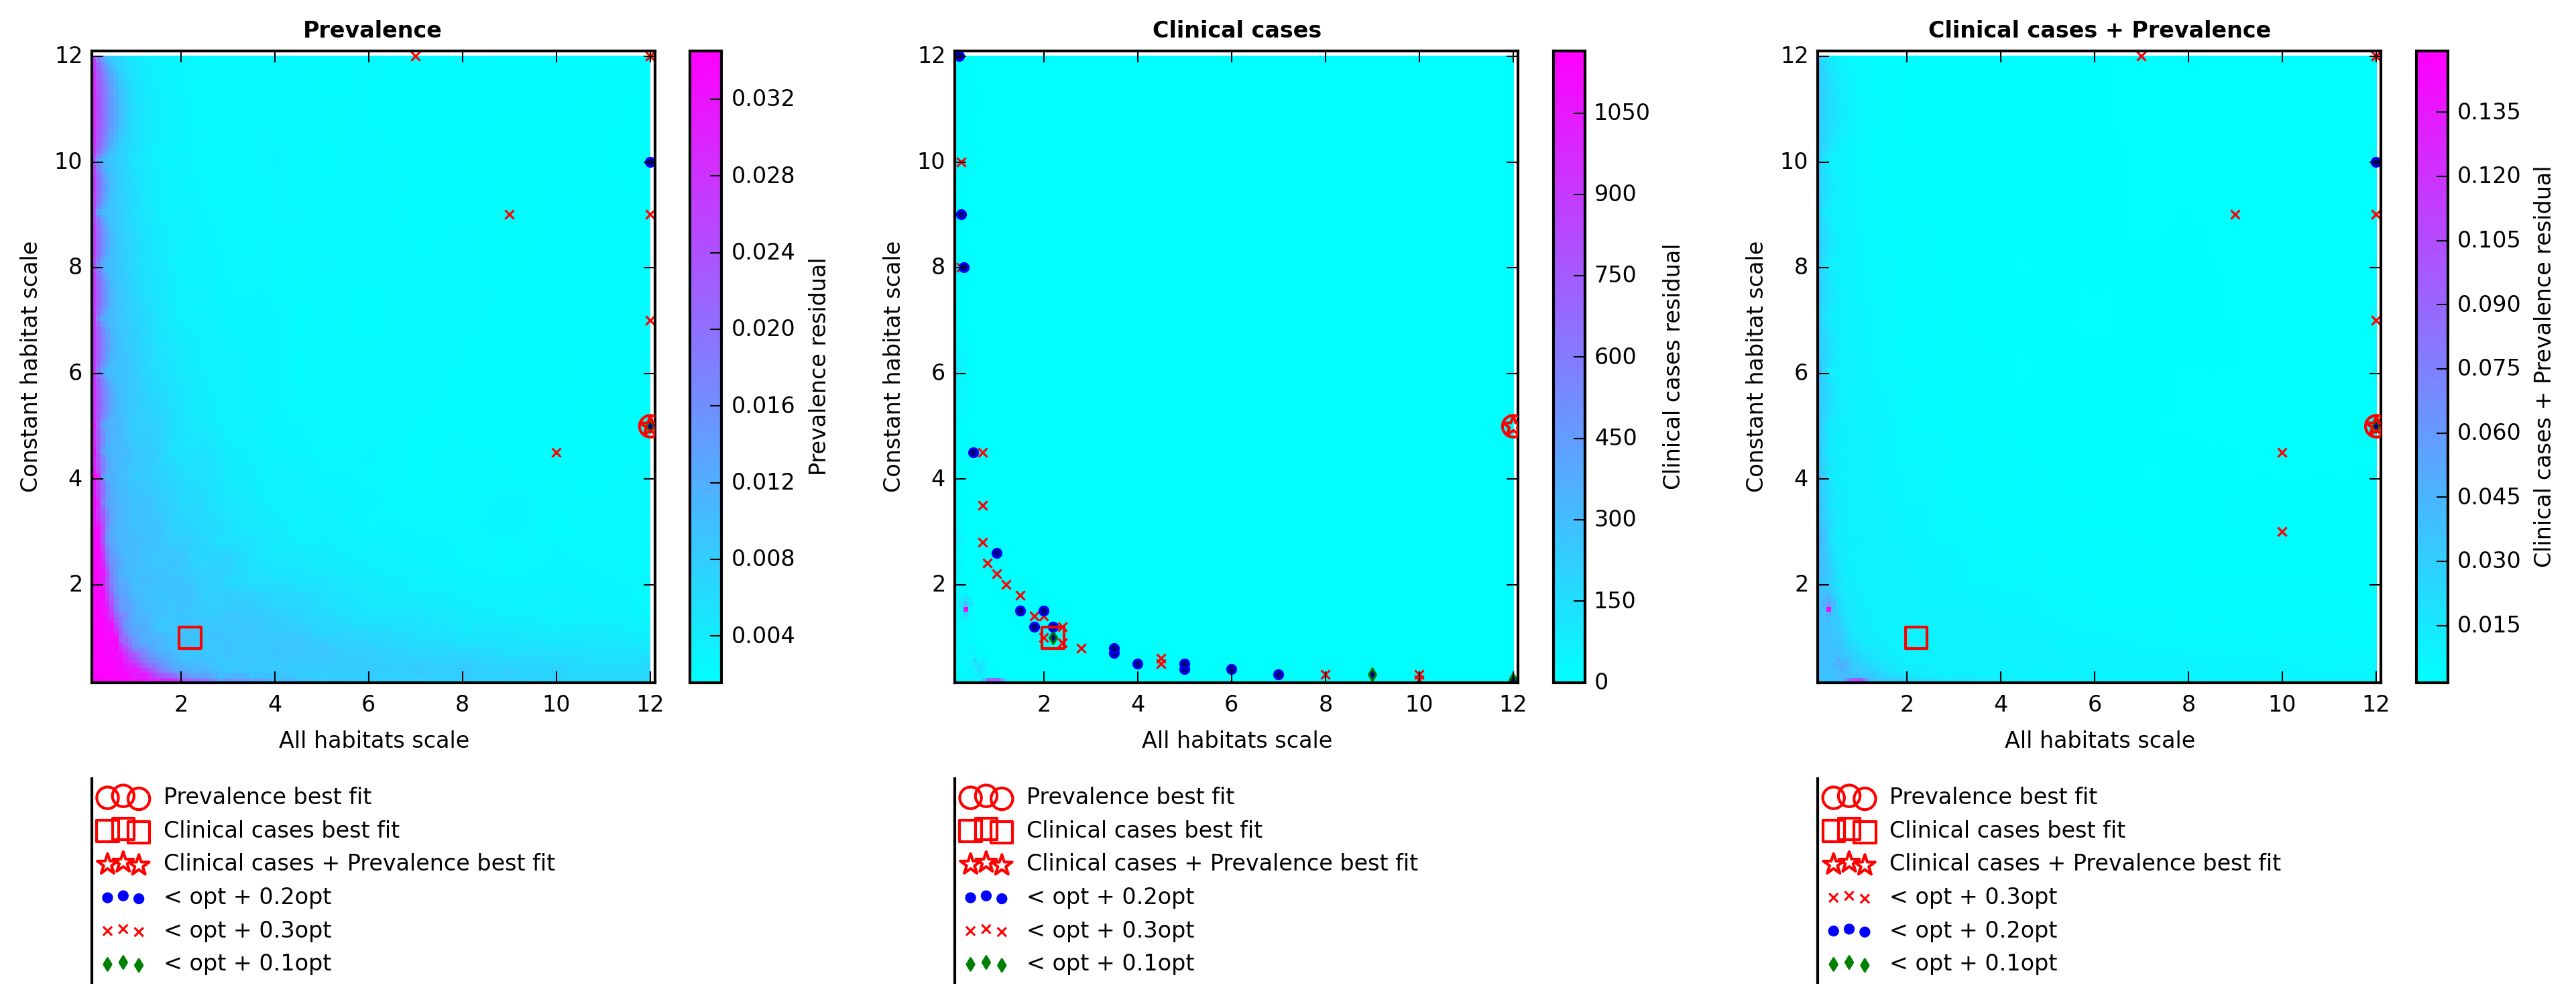 Prevalence
Clinical cases
Clinical cases + Prevalence
12
10
8
6
4
2
Constant habitat scale
2
4
6
8
10
12
All habitats scale
0.032
0.028
0.024
0.020
0.016
0.012
0.008
0.004
Prevalence residual
12
10
8
6
4
2
Constant habitat scale
2
4
6
8
10
12
All habitats scale
1050
900
750
600
450
300
150
0
Clinical cases residual
12
10
8
6
4
2
Constant habitat scale
2
4
6
8
10
12
All habitats scale
0.135
0.120
0.105
0.090
0.075
0.060
0.045
0.030
0.015
Clinical cases + Prevalence residual
Prevalence best fit
Clinical cases best fit
Clinical cases + Prevalence best fit
< opt + 0.2opt
< opt + 0.3opt
< opt + 0.1opt
Prevalence best fit
Clinical cases best fit
Clinical cases + Prevalence best fit
< opt + 0.2opt
< opt + 0.3opt
< opt + 0.1opt
Prevalence best fit
Clinical cases best fit
Clinical cases + Prevalence best fit
< opt + 0.3opt
< opt + 0.2opt
< opt + 0.1opt